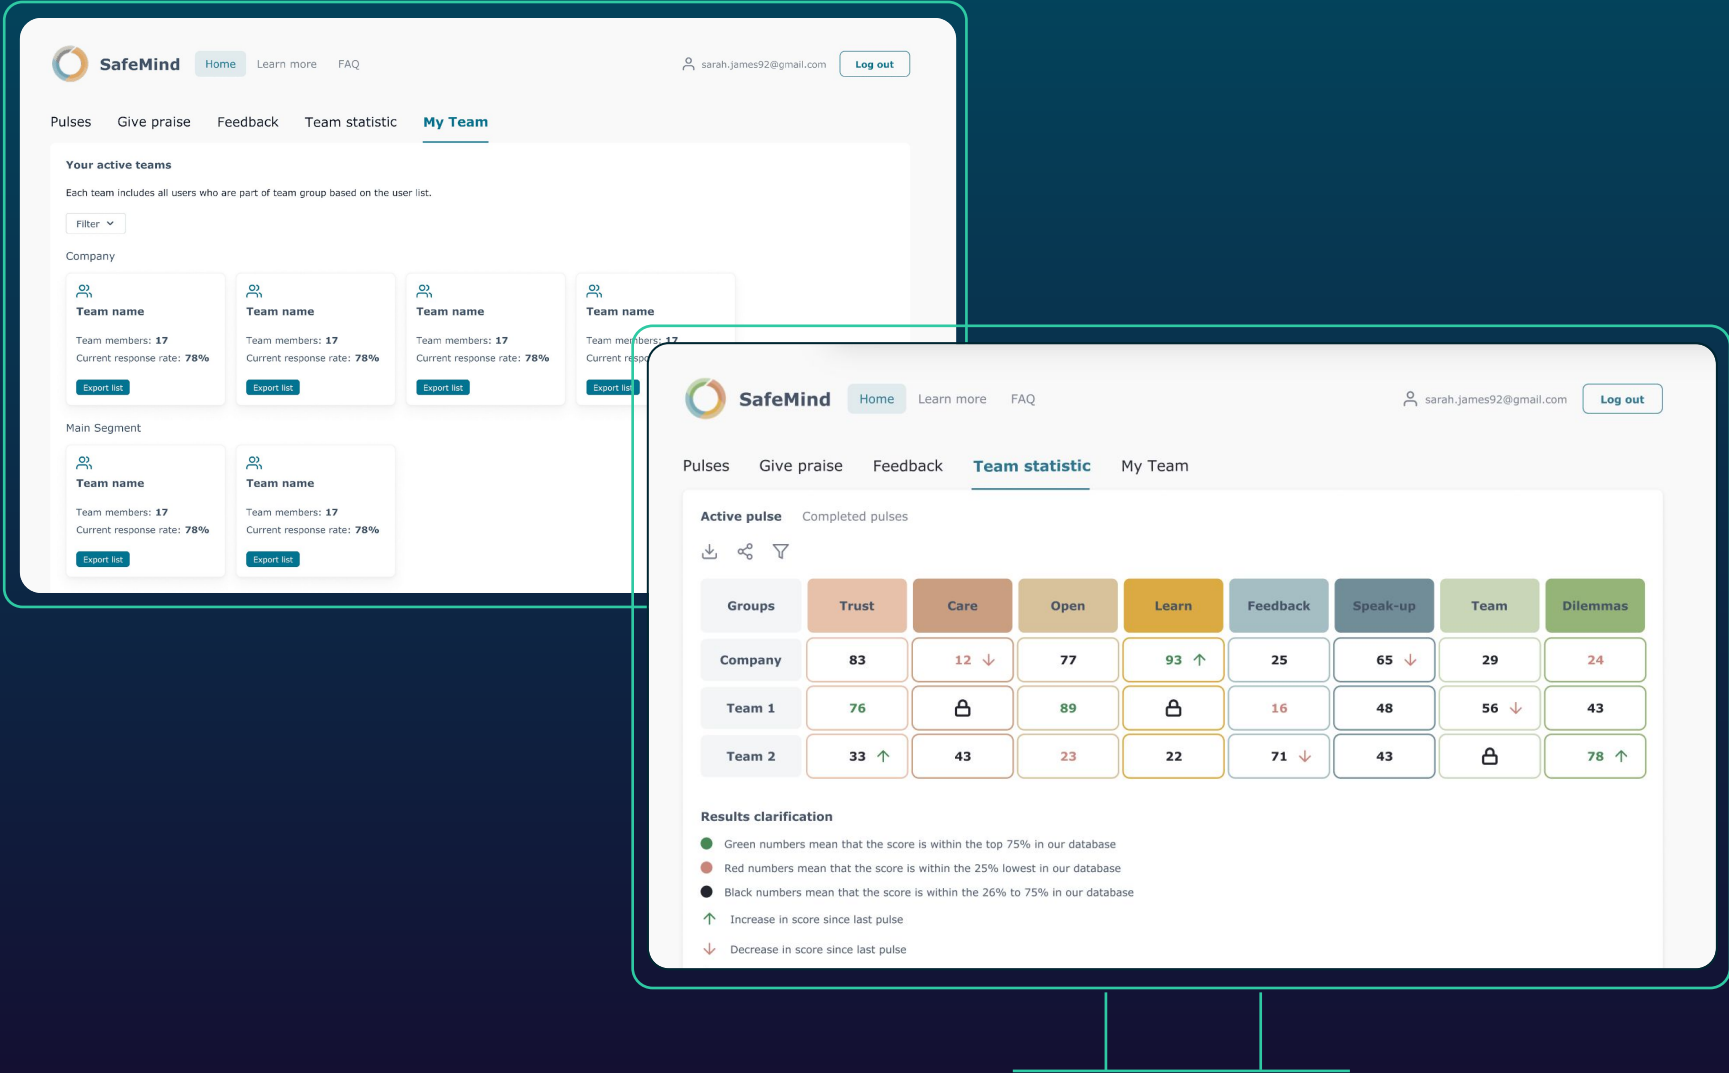 SafeMind Home Learn more FAQ sarah.james92@gmail.com Log out
Pulses Give praise Feedback Team statistic My Team
Your active teams
Each team includes all users who are part of team group based on the user list.
Filter
Company
Team name Team name Team name Team name
Team members: 17 Team members: 17 Team members: 17 Team members: 17
Current response rate: 78% Current response rate: 78% Current response rate: 78% Current
Export list Export list Export list Export list
Main Segment
Team name Team name
Team members: 17 Team members: 17
Current response rate: 78% Current response rate: 78%
Export list Export list
SafeMind Home Learn more FAQ sarah.james92@gmail.com Log out
Pulses Give praise Feedback Team statistic My Team
Active pulse Completed pulses
Groups Trust Care Open Learn Feedback Speak-up Team Dilemmas
Company 83 12 ↓ 77 93 ↑ 25 65 ↓ 29 24
Team 1 76 89 16 48 56 ↓ 43
Team 2 33 ↑ 43 23 22 71 ↓ 43 78 ↑
Results clarification
Green numbers mean that the score is within the top 75% in our database
Red numbers mean that the score is within the 25% lowest in our database
Black numbers mean that the score is within the 26% to 75% in our database
↑ Increase in score since last pulse
↓ Decrease in score since last pulse